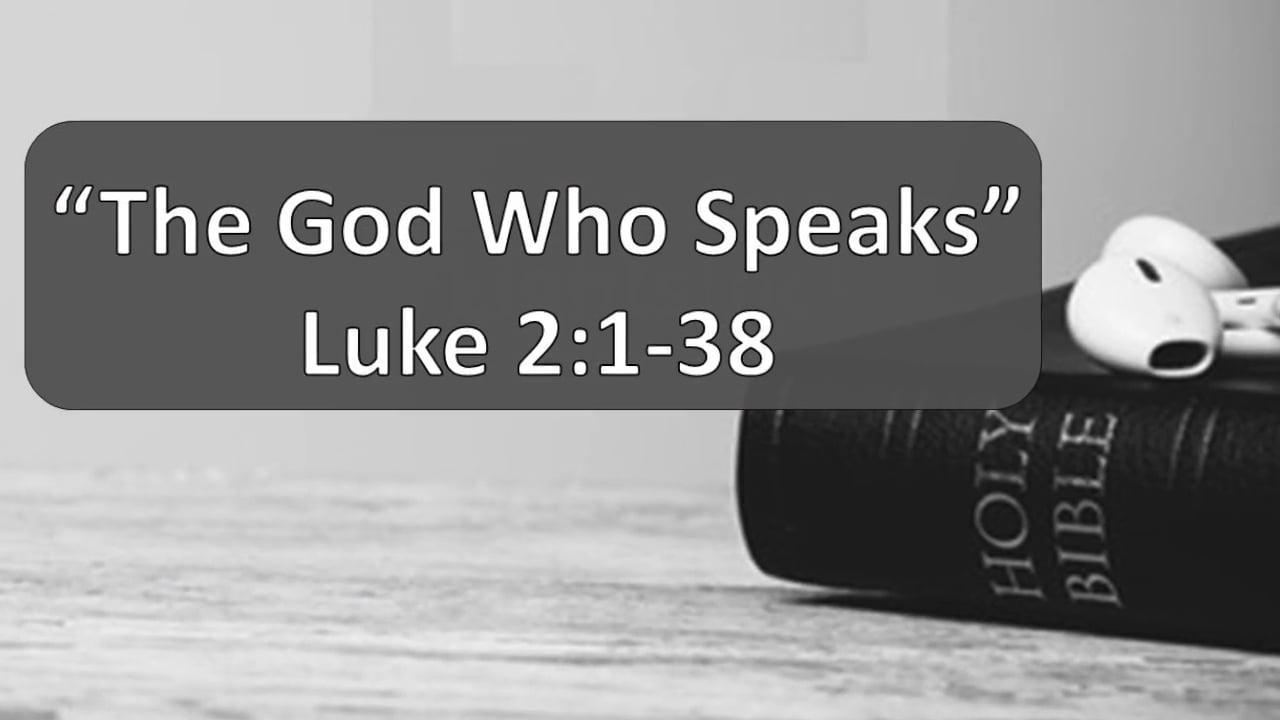 “The God Who Speaks”
Luke 2:1-38
HOLY
BIBLE